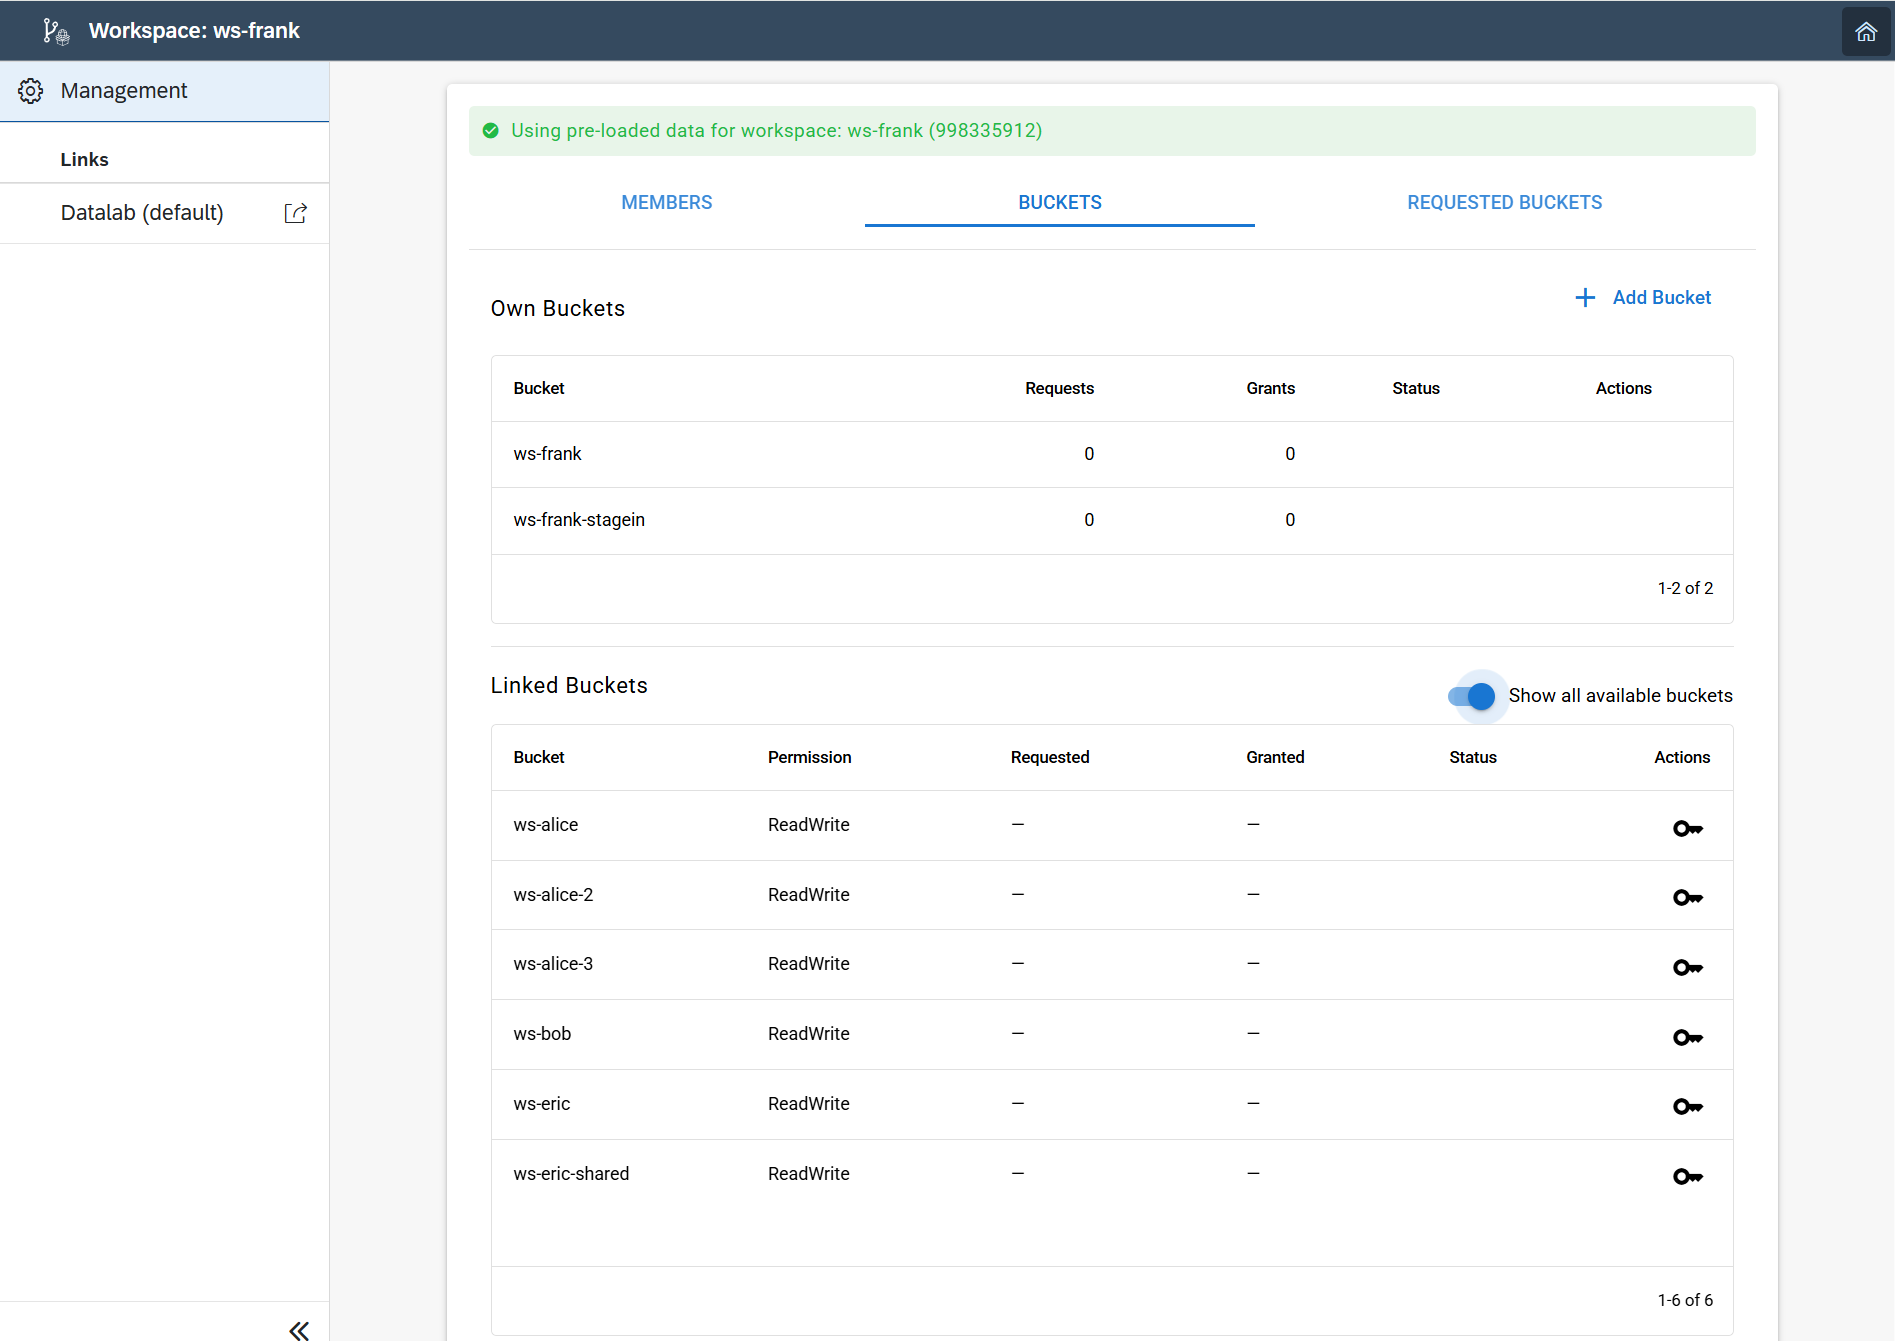 Workspace: ws-frank
Management
Links
Datalab (default)
Using pre-loaded data for workspace: ws-frank (998335912)
MEMBERS BUCKETS REQUESTED BUCKETS
Own Buckets
Add Bucket
Bucket Requests Grants Status Actions
ws-frank 0 0
ws-frank-stagein 0 0
1-2 of 2
Linked Buckets
Show all available buckets
Bucket Permission Requested Granted Status Actions
ws-alice ReadWrite — —
ws-alice-2 ReadWrite — —
ws-alice-3 ReadWrite — —
ws-bob ReadWrite — —
ws-eric ReadWrite — —
ws-eric-shared ReadWrite — —
1-6 of 6